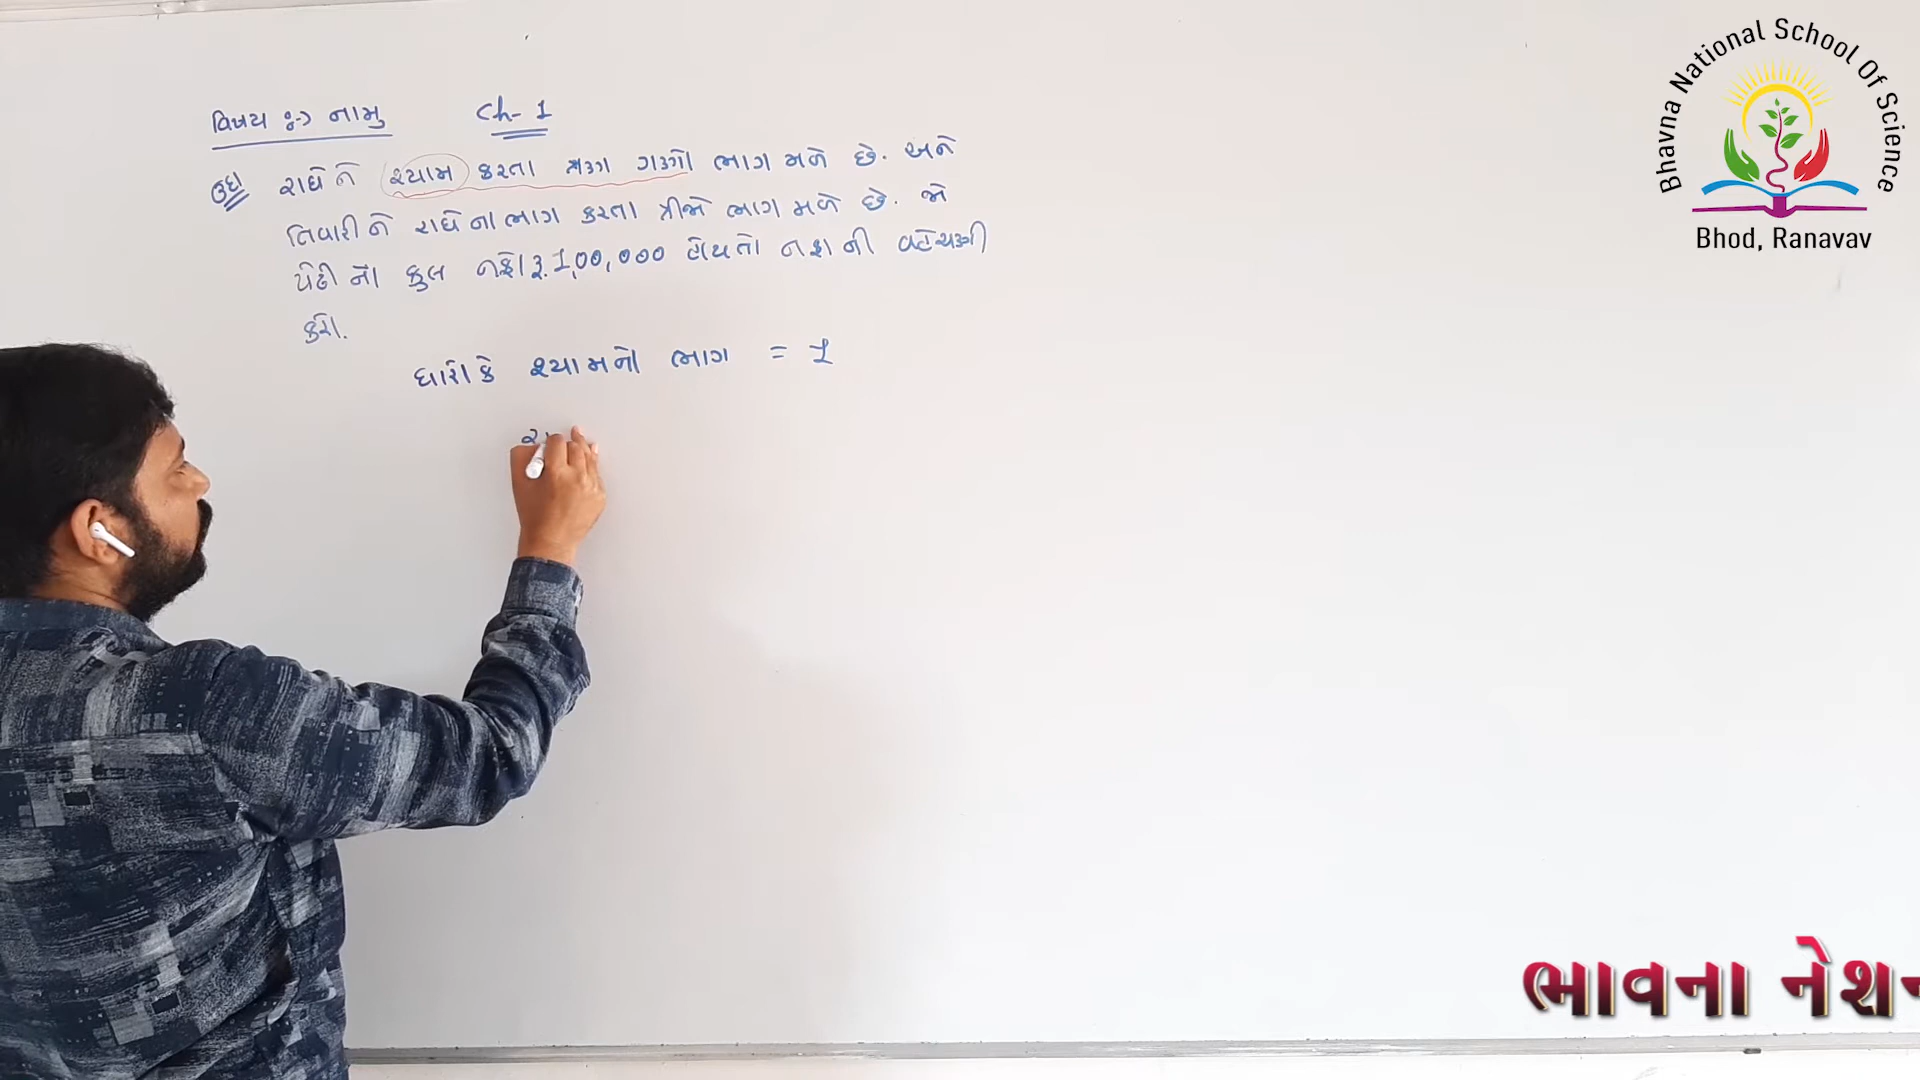 વિષય :-> નામુ Ch-1
ઉદા રાધેને શ્યામ કરતા ત્રણ ગણો ભાગ મળે છે. અને
તિવારીને રાધેના ભાગ કરતા ત્રીજો ભાગ મળે છે. જો
પેઢીનો કુલ નફો રૂ. 1,00,000 હોય તો નફાની વહેંચણી
કરો.
ધારો કે શ્યામનો ભાગ = 1
Bhavna National School Of Science
Bhod, Ranavav
ભાવના નેશન